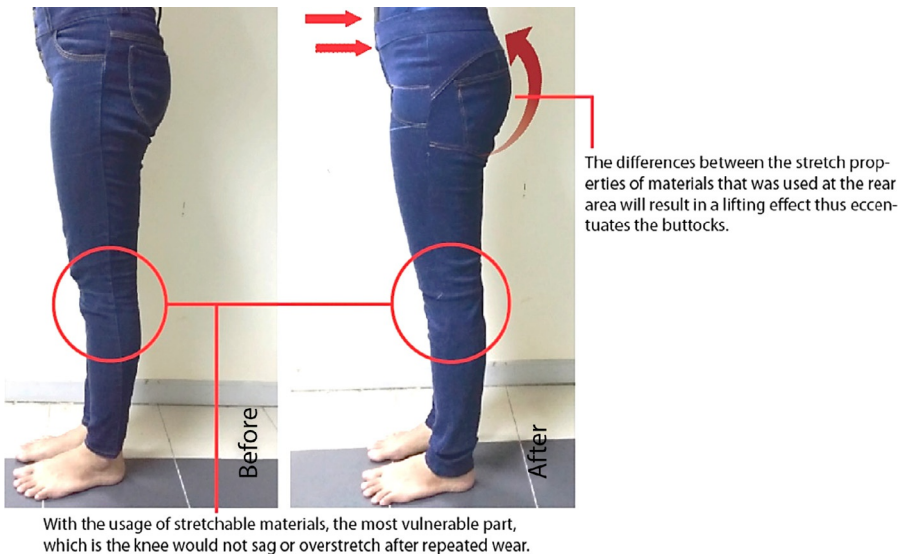 The differences between the stretch prop-
erties of materials that was used at the rear
area will result in a lifting effect thus eccen-
tuates the buttocks.
Before
After
With the usage of stretchable materials, the most vulnerable part,
which is the knee would not sag or overstretch after repeated wear.